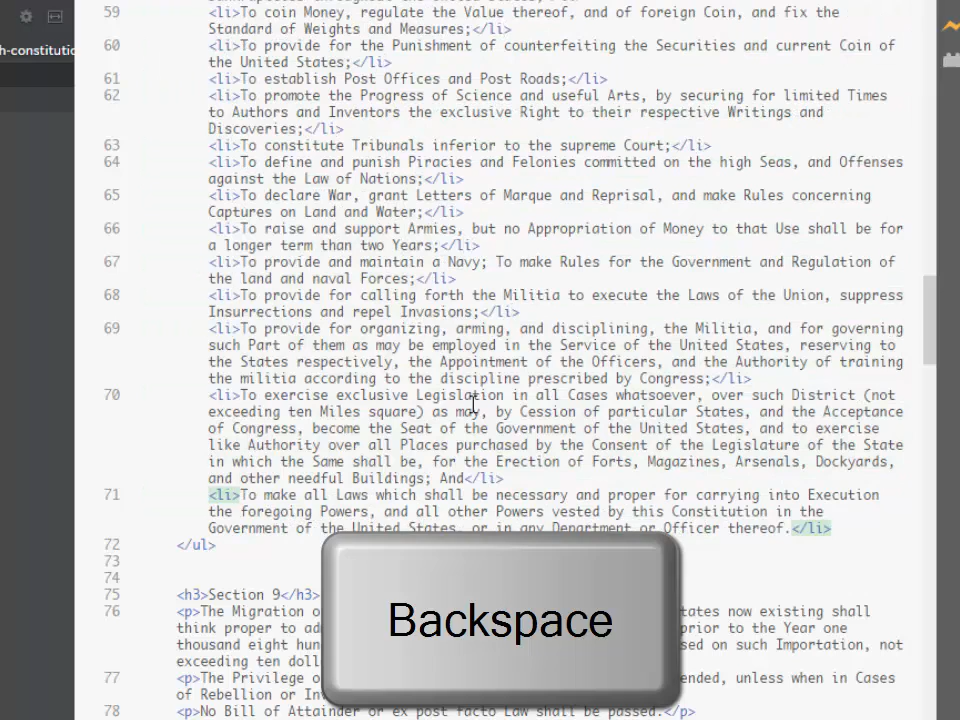 59 <li>To coin Money, regulate the Value thereof, and of foreign Coin, and fix the
Standard of Weights and Measures;</li>
60 <li>To provide for the Punishment of counterfeiting the Securities and current Coin of
the United States;</li>
61 <li>To establish Post Offices and Post Roads;</li>
62 <li>To promote the Progress of Science and useful Arts, by securing for limited Times
to Authors and Inventors the exclusive Right to their respective Writings and
Discoveries;</li>
63 <li>To constitute Tribunals inferior to the supreme Court;</li>
64 <li>To define and punish Piracies and Felonies committed on the high Seas, and Offenses
against the Law of Nations;</li>
65 <li>To declare War, grant Letters of Marque and Reprisal, and make Rules concerning
Captures on Land and Water;</li>
66 <li>To raise and support Armies, but no Appropriation of Money to that Use shall be for
a longer term than two Years;</li>
67 <li>To provide and maintain a Navy; To make Rules for the Government and Regulation of
the land and naval Forces;</li>
68 <li>To provide for calling forth the Militia to execute the Laws of the Union, suppress
Insurrections and repel Invasions;</li>
69 <li>To provide for organizing, arming, and disciplining, the Militia, and for governing
such Part of them as may be employed in the Service of the United States, reserving to
the States respectively, the Appointment of the Officers, and the Authority of training
the militia according to the discipline prescribed by Congress;</li>
70 <li>To exercise exclusive Legislation in all Cases whatsoever, over such District (not
exceeding ten Miles square) as may, by Cession of particular States, and the Acceptance
of Congress, become the Seat of the Government of the United States, and to exercise
like Authority over all Places purchased by the Consent of the Legislature of the State
in which the Same shall be, for the Erection of Forts, Magazines, Arsenals, Dockyards,
and other needful Buildings; And</li>
71 <li>To make all Laws which shall be necessary and proper for carrying into Execution
the foregoing Powers, and all other Powers vested by this Constitution in the
Government of the United States, or in any Department or Officer thereof.</li>
72 </ul>
73
74
75 <h3>Section 9</h3>
76 <p>The Migration now existing shall
think proper to prior to the Year one
thousand eight on such Importation, not
exceeding ten
77 <p>The Privilege unless when in Cases
of Rebellion or
78 <p>No Bill of Attainder or ex post facto Law shall be passed.</p>
Backspace